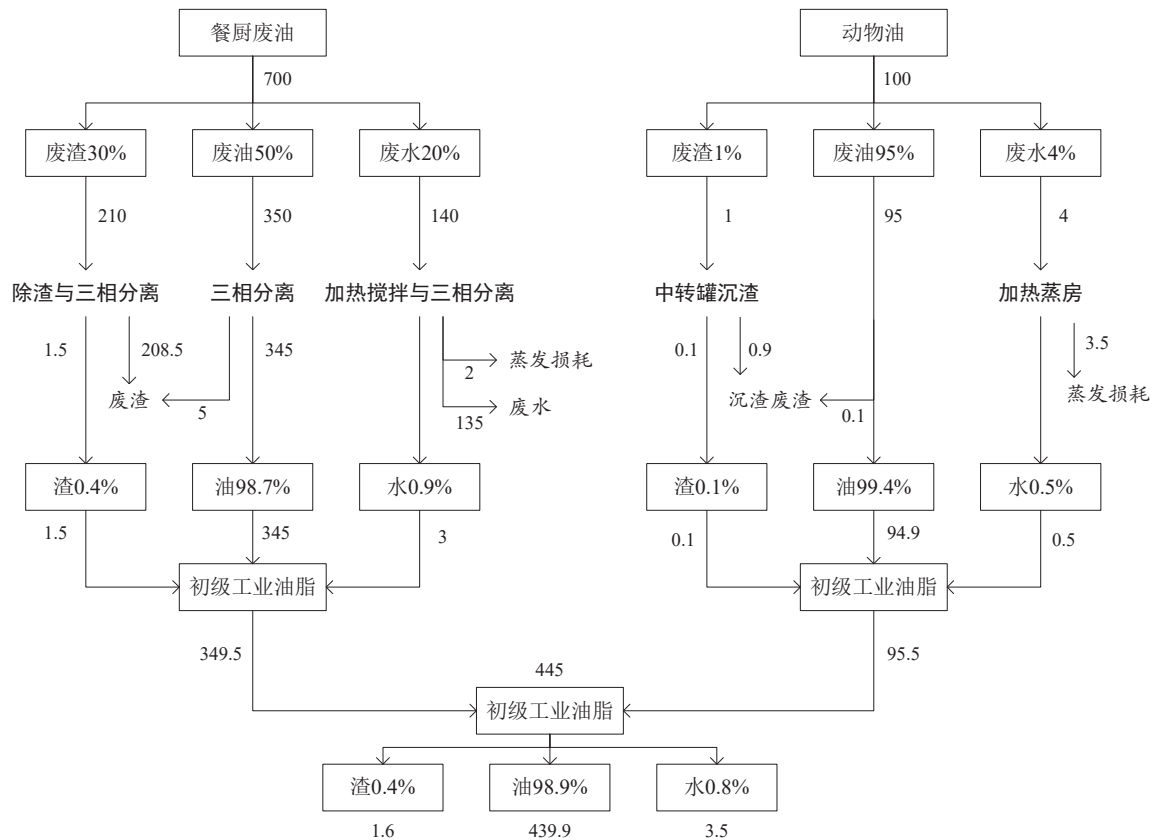 餐厨废油 动物油
700 100
废渣30% 废油50% 废水20% 废渣1% 废油95% 废水4%
210 350 140 1 95 4
除渣与三相分离 三相分离 加热搅拌与三相分离 中转罐沉渣 加热蒸房
1.5 208.5 345 2 蒸发损耗 0.1 0.9 3.5
废渣 5 135 废水 沉渣废渣 0.1 蒸发损耗
渣0.4% 油98.7% 水0.9% 渣0.1% 油99.4% 水0.5%
1.5 345 3 0.1 94.9 0.5
初级工业油脂 初级工业油脂
349.5 95.5
445
初级工业油脂
渣0.4% 油98.9% 水0.8%
1.6 439.9 3.5